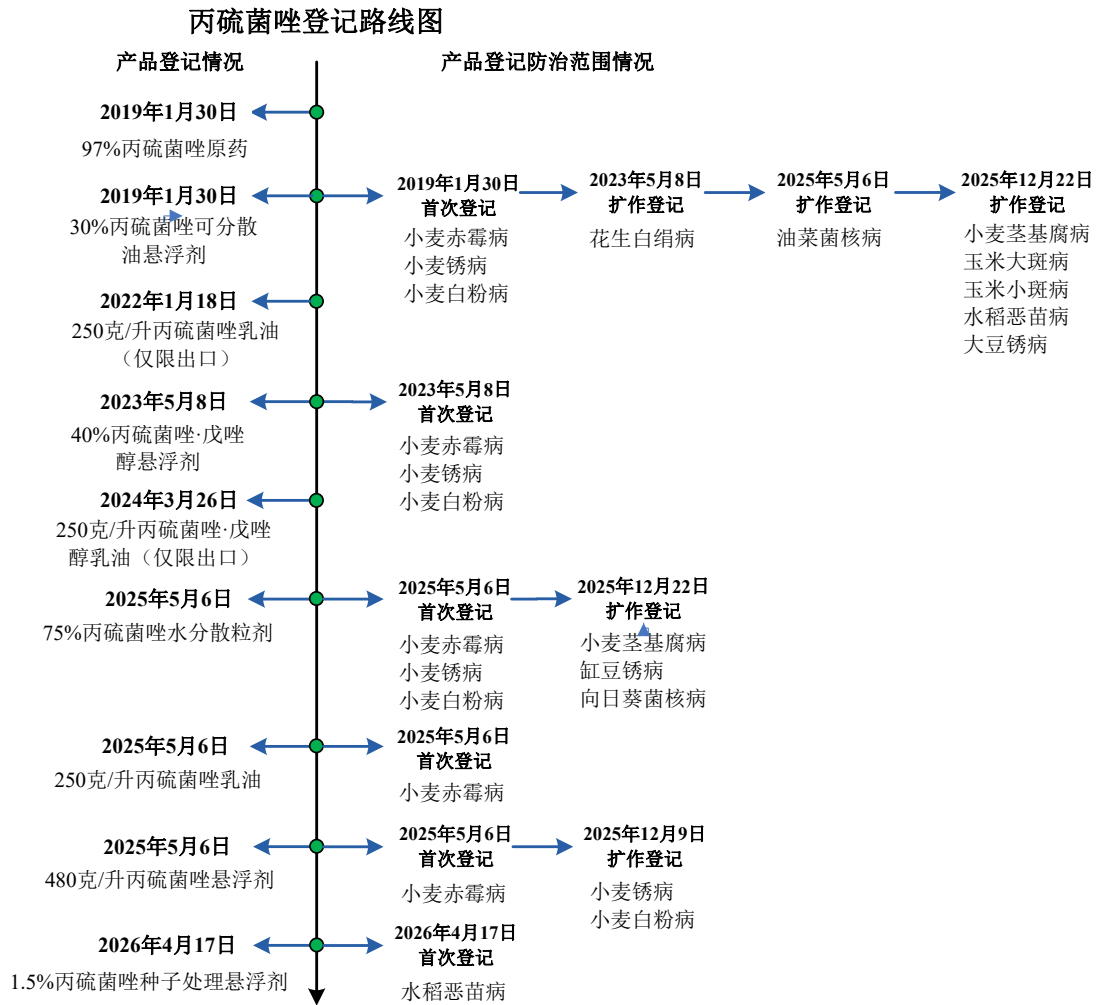 丙硫菌唑登记路线图
产品登记情况
产品登记防治范围情况
2019年1月30日
97%丙硫菌唑原药
2019年1月30日
30%丙硫菌唑可分散
油悬浮剂
2019年1月30日
首次登记
小麦赤霉病
小麦锈病
小麦白粉病
2023年5月8日
扩作登记
花生白绢病
2025年5月6日
扩作登记
油菜菌核病
2025年12月22日
扩作登记
小麦茎基腐病
玉米大斑病
玉米小斑病
水稻恶苗病
大豆锈病
2022年1月18日
250克/升丙硫菌唑乳油
（仅限出口）
2023年5月8日
40%丙硫菌唑·戊唑
醇悬浮剂
2023年5月8日
首次登记
小麦赤霉病
小麦锈病
小麦白粉病
2024年3月26日
250克/升丙硫菌唑·戊唑
醇乳油（仅限出口）
2025年5月6日
75%丙硫菌唑水分散粒剂
2025年5月6日
首次登记
小麦赤霉病
小麦锈病
小麦白粉病
2025年12月22日
扩作登记
小麦茎基腐病
缸豆锈病
向日葵菌核病
2025年5月6日
250克/升丙硫菌唑乳油
2025年5月6日
首次登记
小麦赤霉病
2025年5月6日
480克/升丙硫菌唑悬浮剂
2025年5月6日
首次登记
小麦赤霉病
2025年12月9日
扩作登记
小麦锈病
小麦白粉病
2026年4月17日
1.5%丙硫菌唑种子处理悬浮剂
2026年4月17日
首次登记
水稻恶苗病